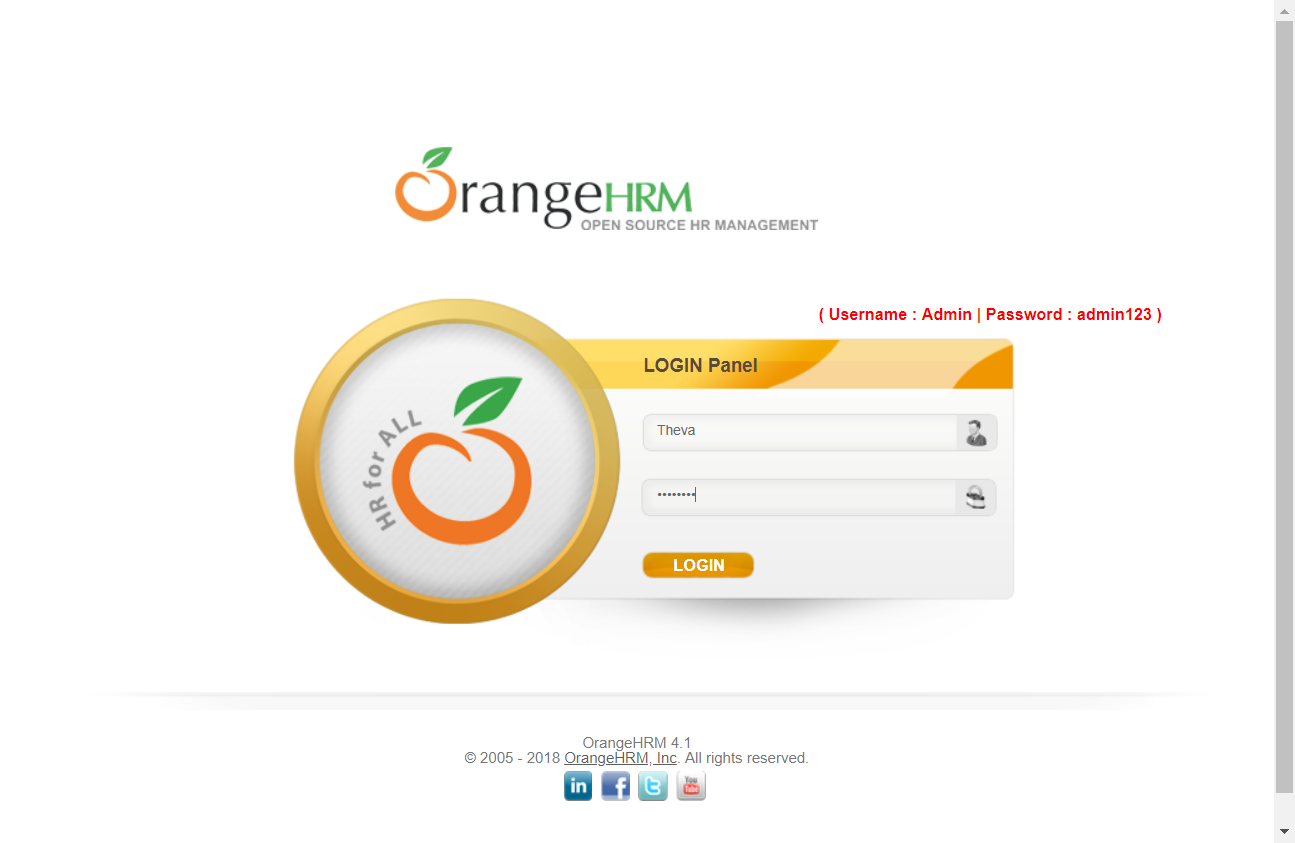 OrangeHRM
OPEN SOURCE HR MANAGEMENT
( Username : Admin | Password : admin123 )
LOGIN Panel
HR for ALL
Theva
••••••••
LOGIN
OrangeHRM 4.1
© 2005 - 2018 OrangeHRM, Inc. All rights reserved.
in f t You Tube